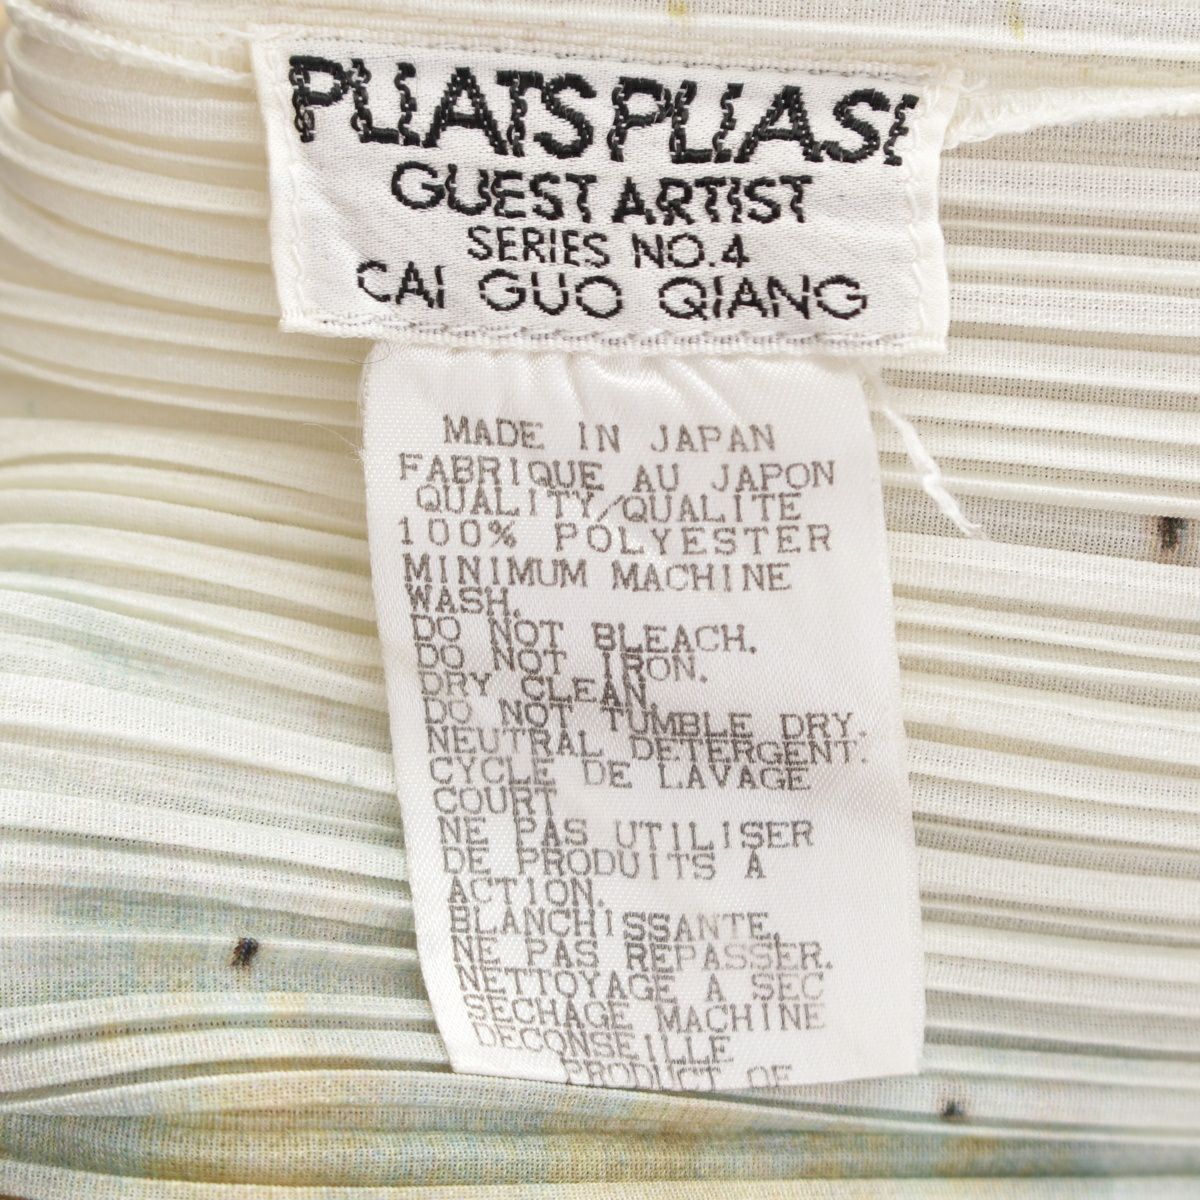 PLEATS PLEASE
GUEST ARTIST
SERIES NO.4
CAI GUO QIANG
MADE IN JAPAN
FABRIQUE AU JAPON
QUALITY/QUALITE
100% POLYESTER
MINIMUM MACHINE
WASH.
DO NOT BLEACH.
DO NOT IRON.
DRY CLEAN.
DO NOT TUMBLE DRY.
NEUTRAL DETERGENT.
CYCLE DE LAVAGE
COURT
NE PAS UTILISER
DE PRODUITS A
ACTION.
BLANCHISSANTE.
NE PAS REPASSER.
NETTOYAGE A SEC
SECHAGE MACHINE
DECONSEILLE
PRODUCT OF